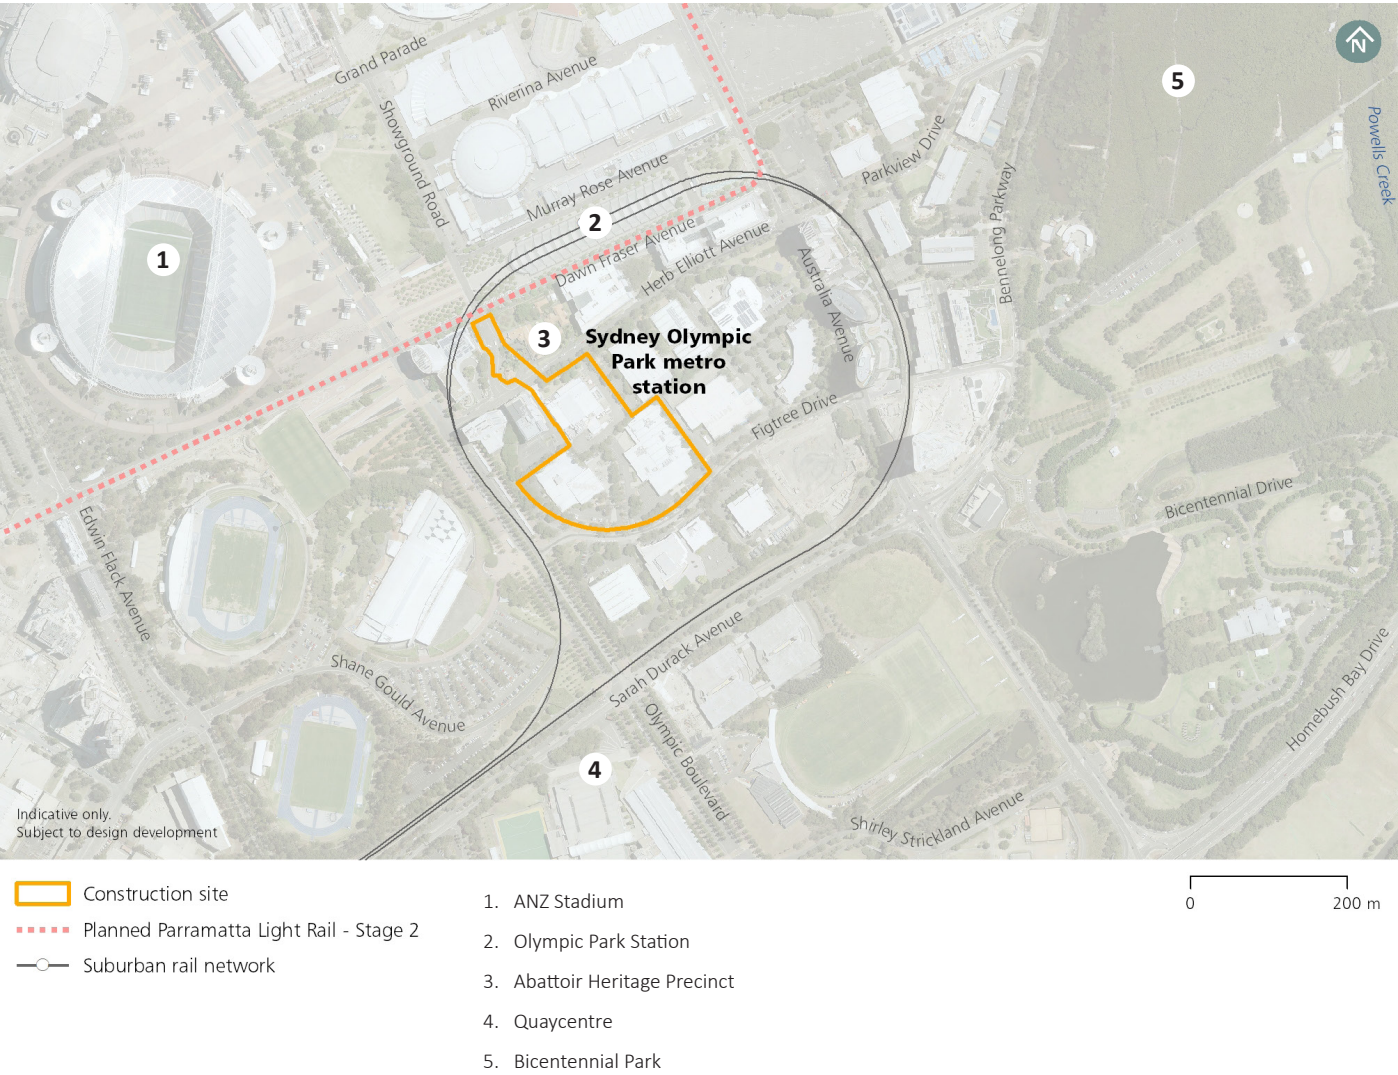 N
5
Powells Creek
Grand Parade
Riverina Avenue
Showground Road
Murray Rose Avenue
Parkview Drive
Bennelong Parkway
2
1
Dawn Fraser Avenue
Herb Elliott Avenue
Australia Avenue
3
Sydney Olympic
Park metro
station
Figtree Drive
Bicentennial Drive
Edwin Flack Avenue
Shane Gould Avenue
Sarah Durack Avenue
Olympic Boulevard
Homebush Bay Drive
4
Shirley Strickland Avenue
Indicative only.
Subject to design development
Construction site
Planned Parramatta Light Rail - Stage 2
Suburban rail network
1. ANZ Stadium
2. Olympic Park Station
3. Abattoir Heritage Precinct
4. Quaycentre
5. Bicentennial Park
0 200 m